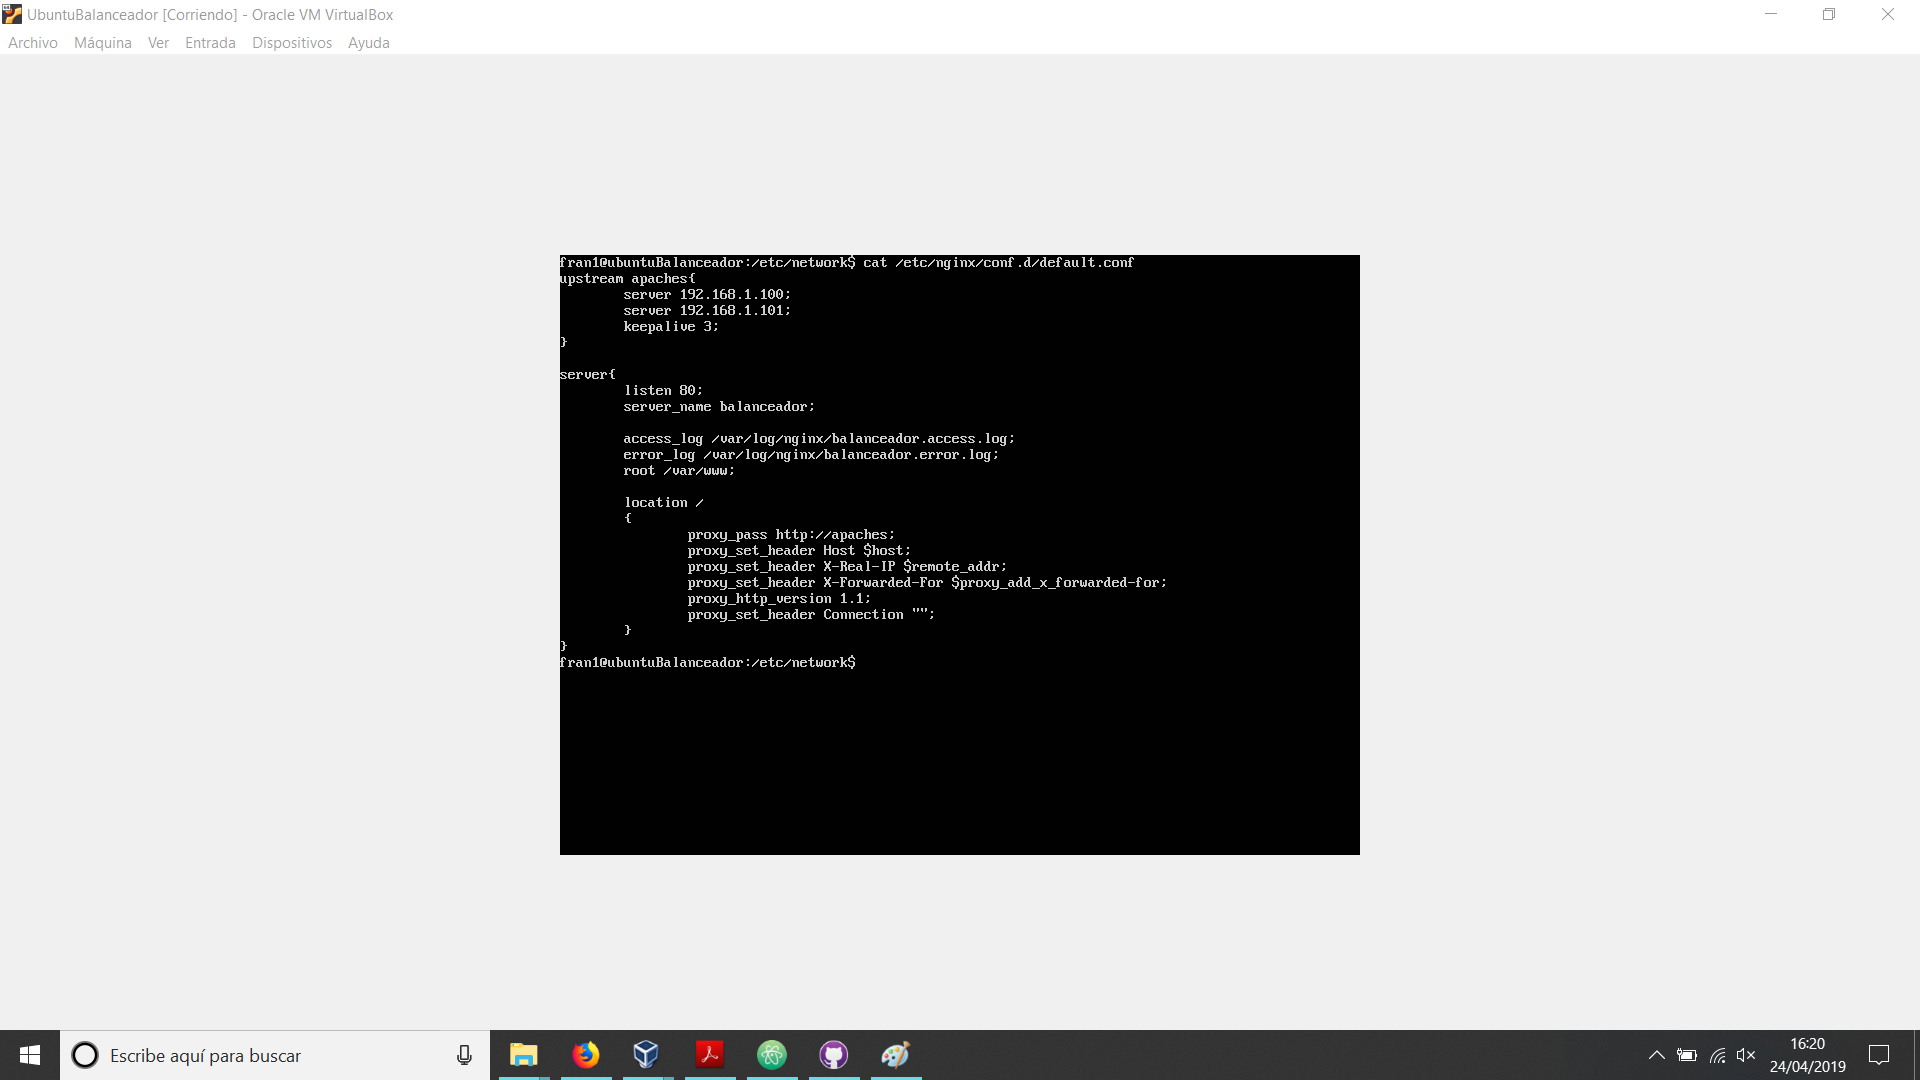 UbuntuBalanceador [Corriendo] - Oracle VM VirtualBox
Archivo Máquina Ver Entrada Dispositivos Ayuda
fran1@ubuntuBalanceador:/etc/network$ cat /etc/nginx/conf.d/default.conf
upstream apaches{
        server 192.168.1.100;
        server 192.168.1.101;
        keepalive 3;
}
server{
        listen 80;
        server_name balanceador;
        access_log /var/log/nginx/balanceador.access.log;
        error_log /var/log/nginx/balanceador.error.log;
        root /var/www;
        location /
        {
                proxy_pass http://apaches;
                proxy_set_header Host $host;
                proxy_set_header X-Real-IP $remote_addr;
                proxy_set_header X-Forwarded-For $proxy_add_x_forwarded-for;
                proxy_http_version 1.1;
                proxy_set_header Connection "";
        }
}
fran1@ubuntuBalanceador:/etc/network$
Escribe aquí para buscar
16:20
24/04/2019